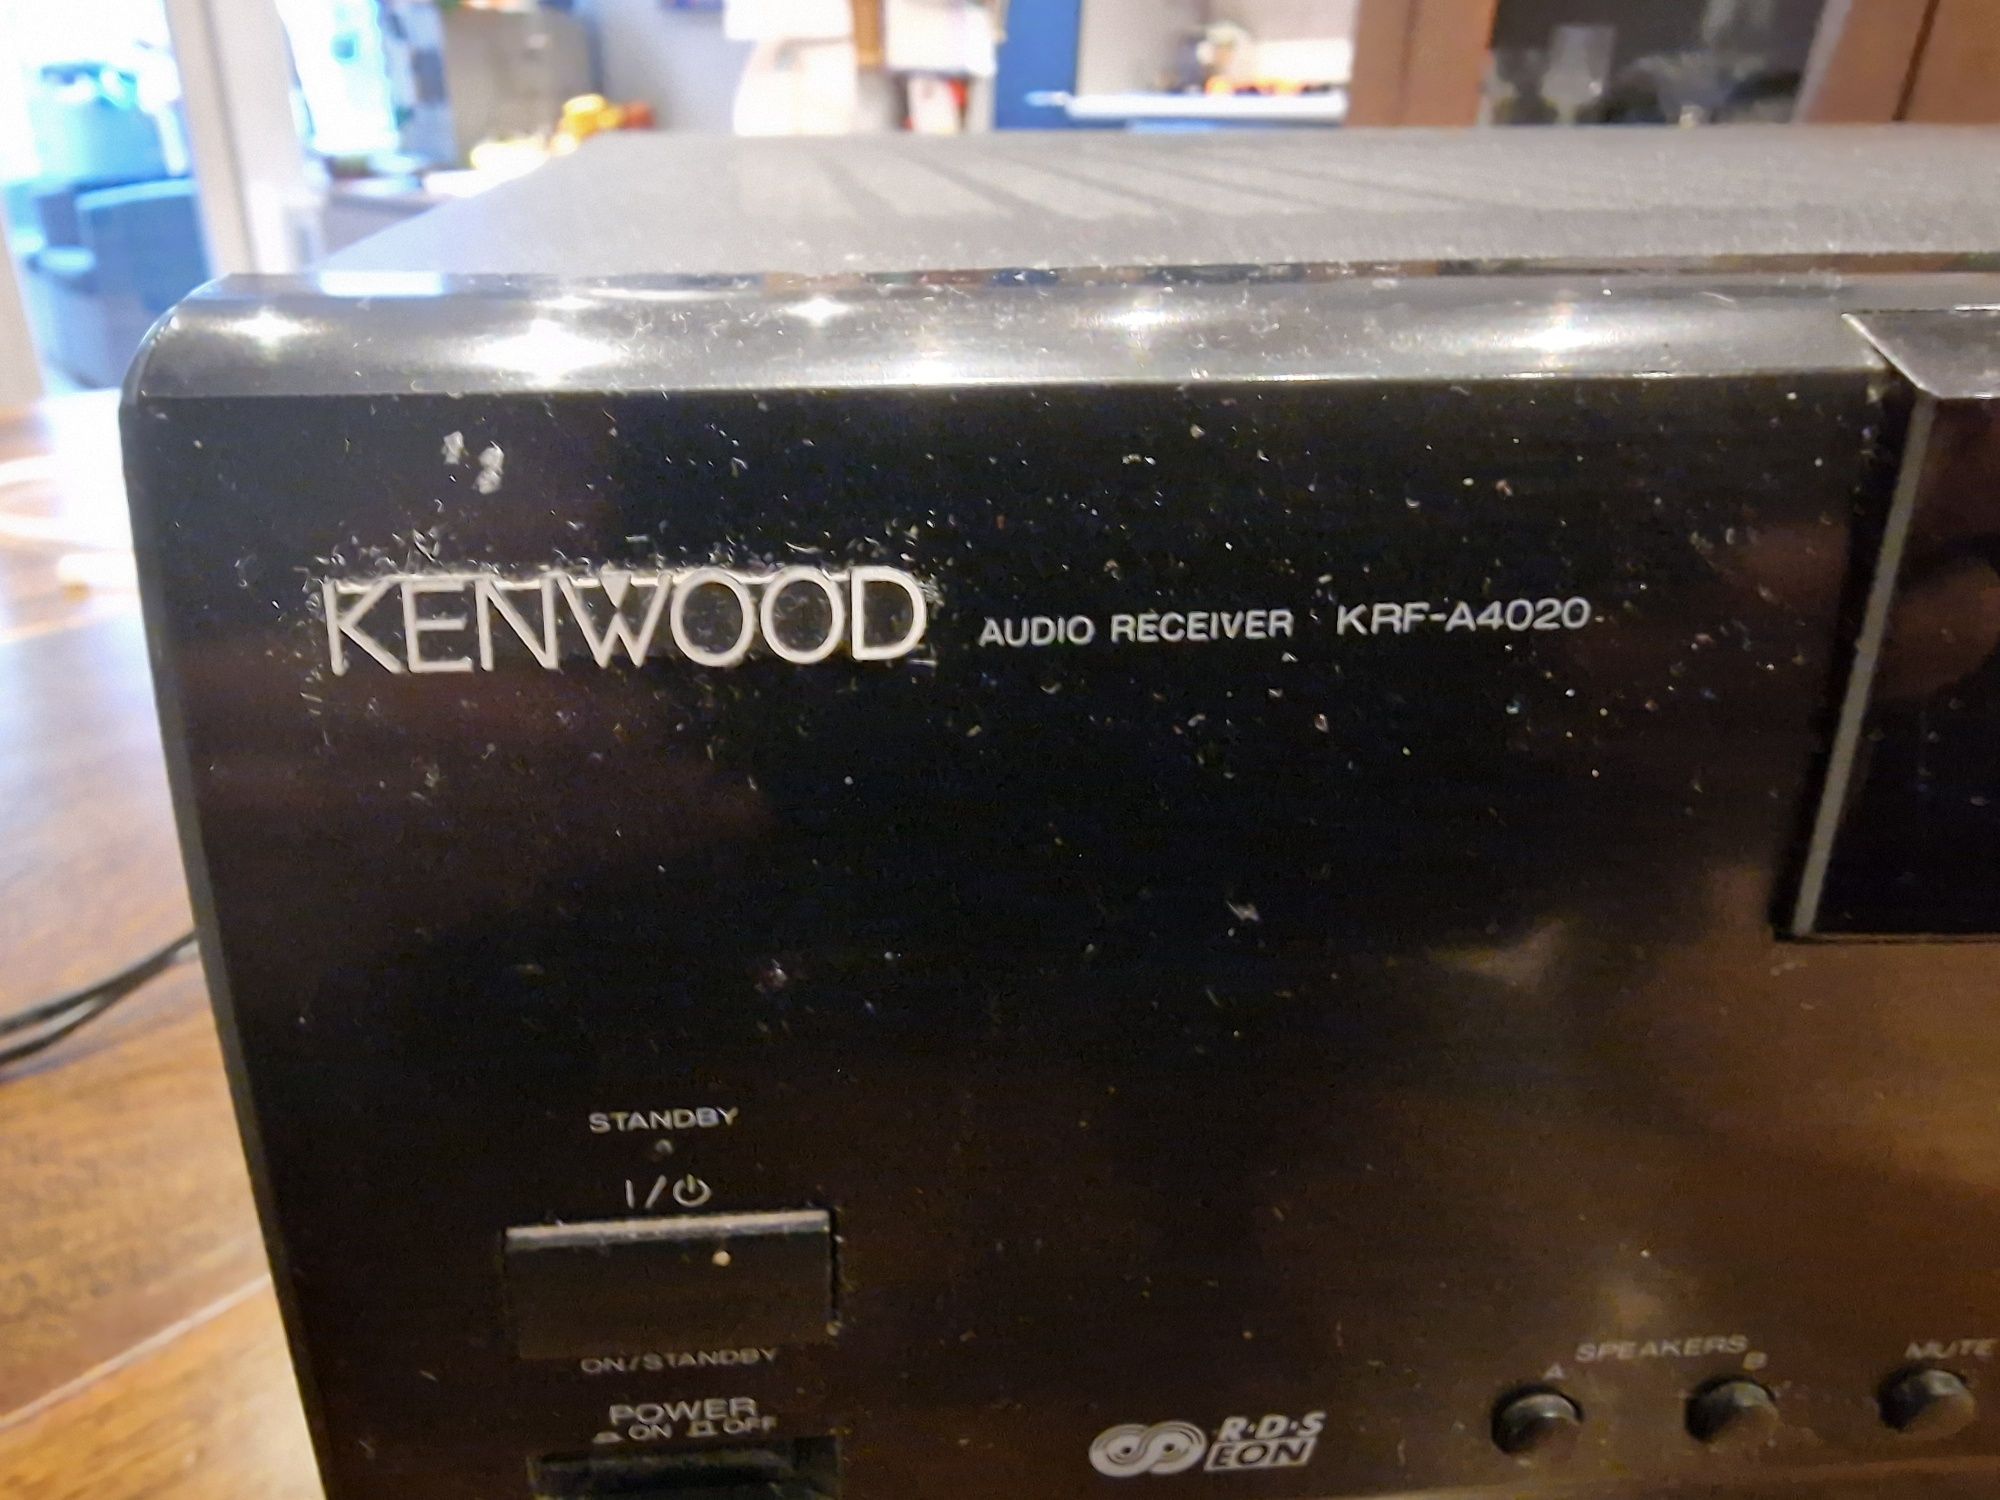 KENWOOD AUDIO RECEIVER KRF-A4020
STANDBY
I/⏻
ON/STANDBY
POWER
ON OFF
R·D·S
EON
SPEAKERS
A B
MUTE